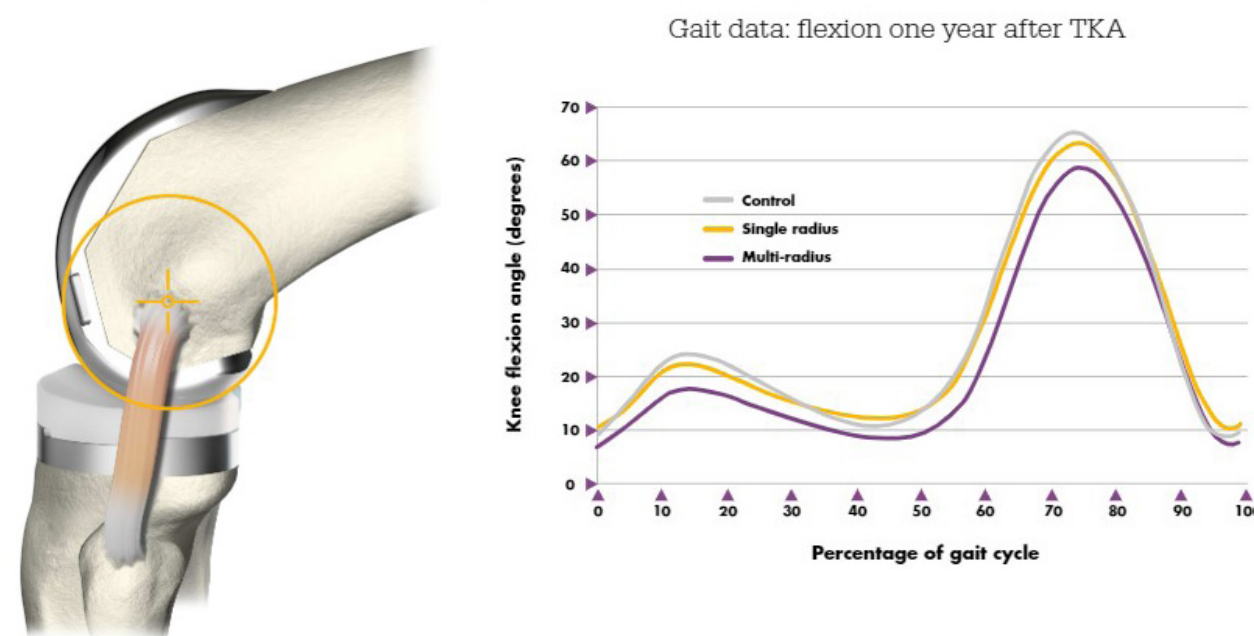 Gait data: flexion one year after TKA
Knee flexion angle (degrees)
70
60
50
40
30
20
10
0
Control
Single radius
Multi-radius
0 10 20 30 40 50 60 70 80 90 10
Percentage of gait cycle